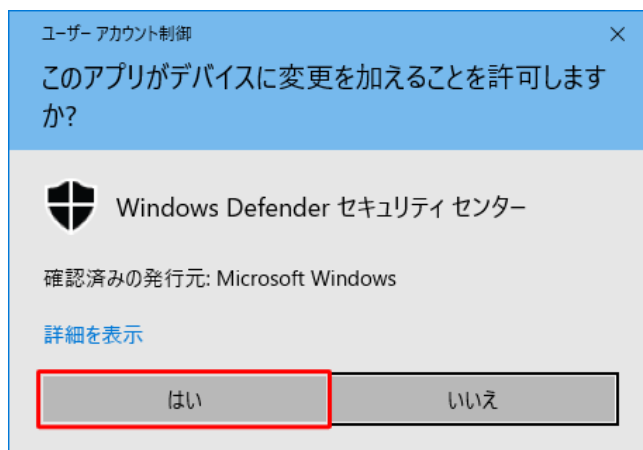 ユーザー アカウント制御
このアプリがデバイスに変更を加えることを許可します
か?
Windows Defender セキュリティ センター
確認済みの発行元: Microsoft Windows
詳細を表示
はい
いいえ